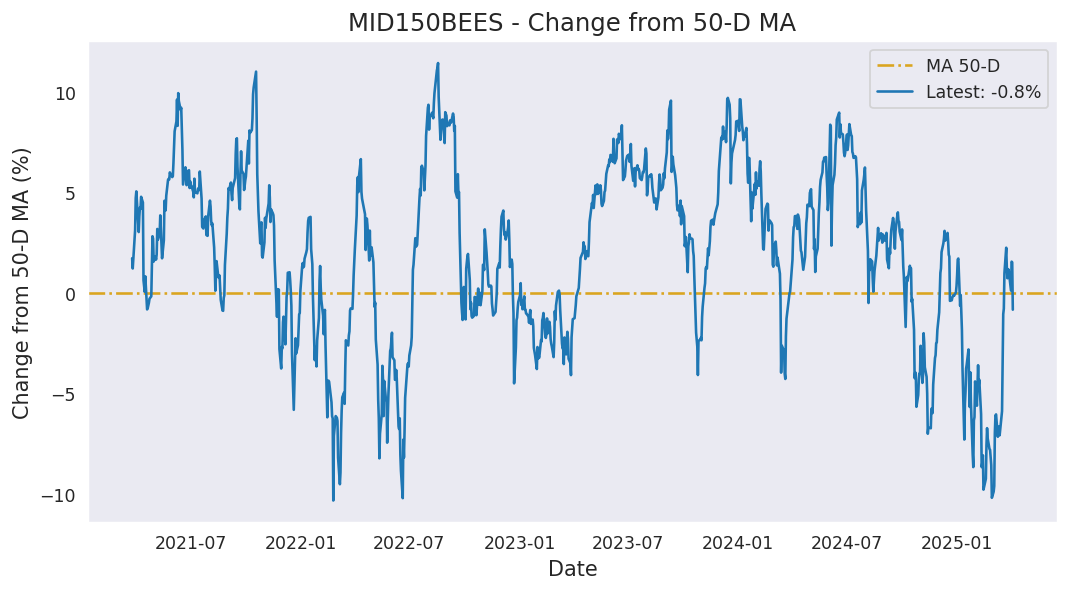 MID150BEES - Change from 50-D MA
MA 50-D
Latest: -0.8%
Change from 50-D MA (%)
10
5
0
−5
−10
2021-07
2022-01
2022-07
2023-01
2023-07
2024-01
2024-07
2025-01
Date